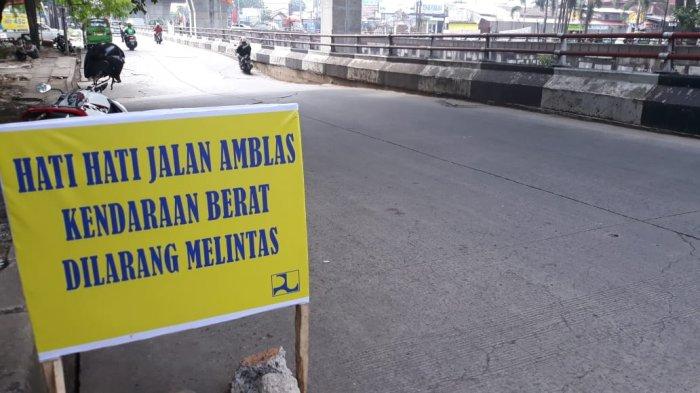 HATI HATI JALAN AMBLAS
KENDARAAN BERAT
DILARANG MELINTAS